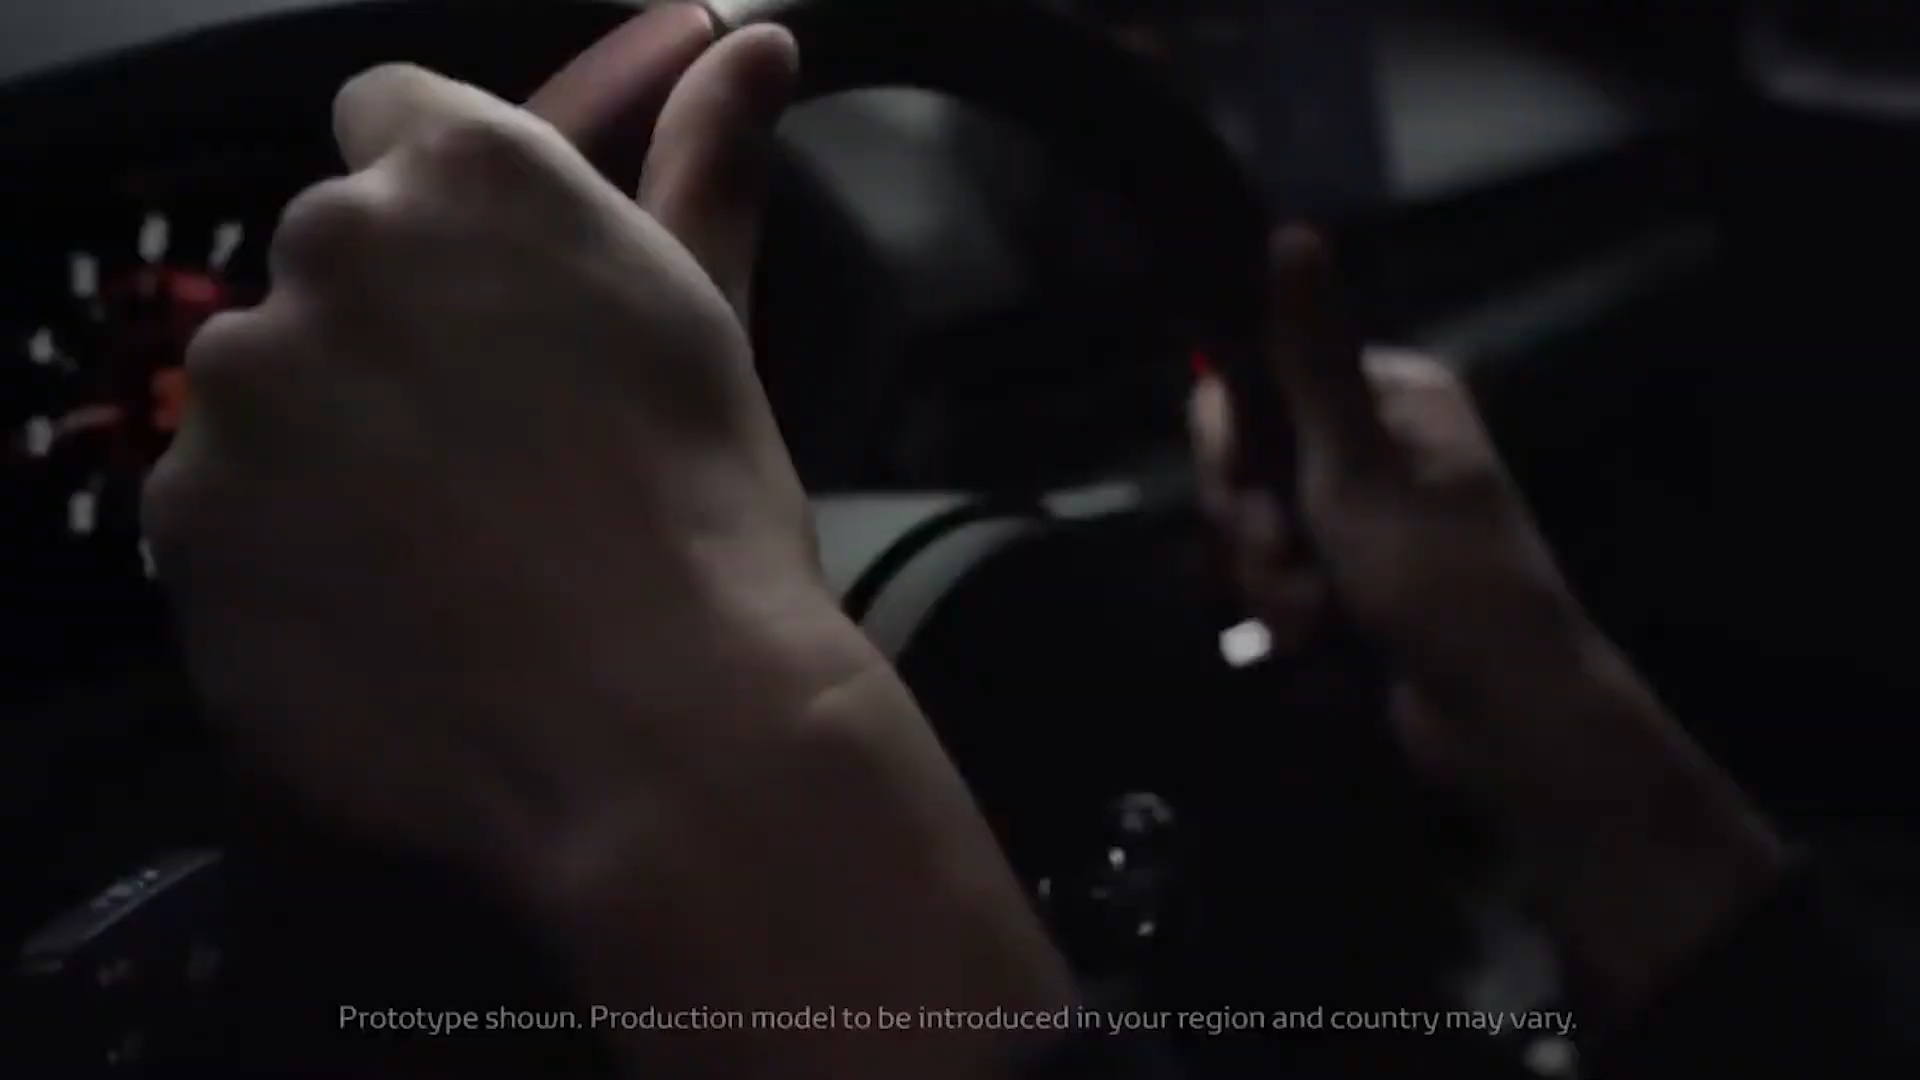 Prototype shown. Production model to be introduced in your region and country may vary.